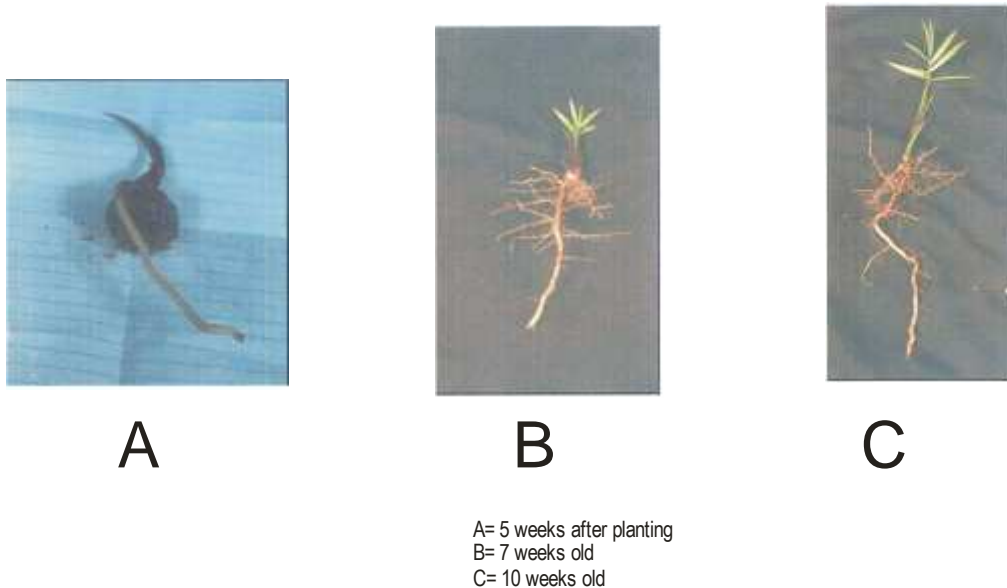 A B C
A= 5 weeks after planting
B= 7 weeks old
C= 10 weeks old